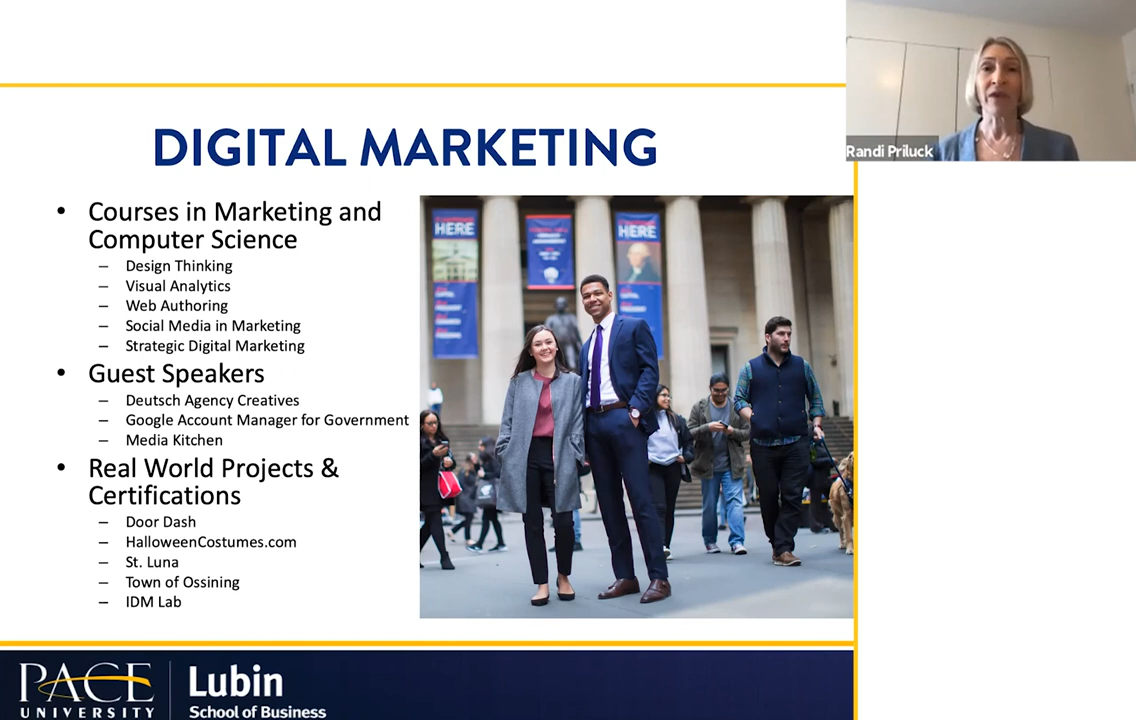 DIGITAL MARKETING
Randi Priluck
• Courses in Marketing and
Computer Science
– Design Thinking
– Visual Analytics
– Web Authoring
– Social Media in Marketing
– Strategic Digital Marketing
• Guest Speakers
– Deutsch Agency Creatives
– Google Account Manager for Government
– Media Kitchen
• Real World Projects &
Certifications
– Door Dash
– HalloweenCostumes.com
– St. Luna
– Town of Ossining
– IDM Lab
HERE
HERE
PACE
UNIVERSITY
Lubin
School of Business